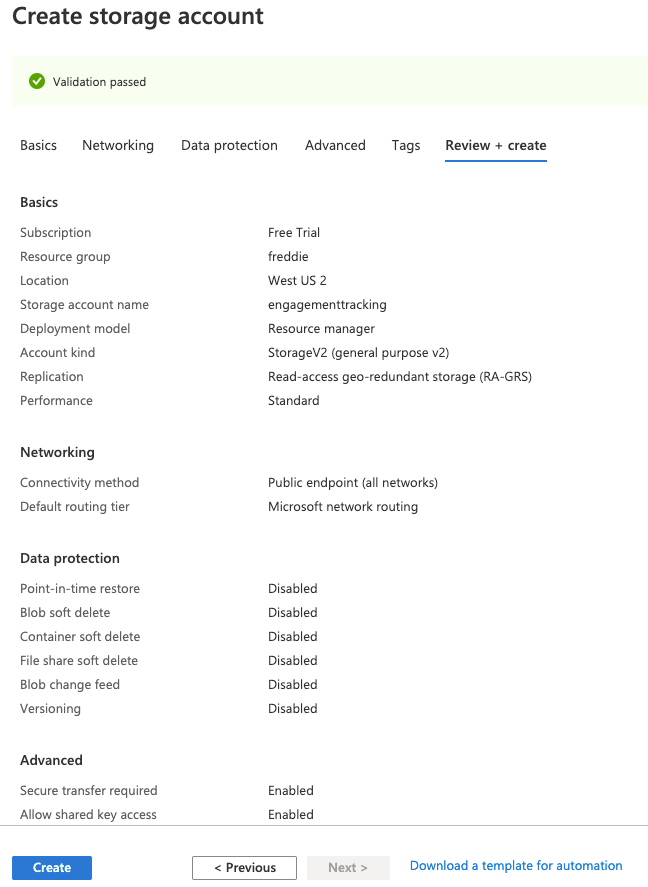 Create storage account
Validation passed
Basics Networking Data protection Advanced Tags Review + create
Basics
Subscription Free Trial
Resource group freddie
Location West US 2
Storage account name engagementtracking
Deployment model Resource manager
Account kind StorageV2 (general purpose v2)
Replication Read-access geo-redundant storage (RA-GRS)
Performance Standard
Networking
Connectivity method Public endpoint (all networks)
Default routing tier Microsoft network routing
Data protection
Point-in-time restore Disabled
Blob soft delete Disabled
Container soft delete Disabled
File share soft delete Disabled
Blob change feed Disabled
Versioning Disabled
Advanced
Secure transfer required Enabled
Allow shared key access Enabled
Create < Previous Next > Download a template for automation